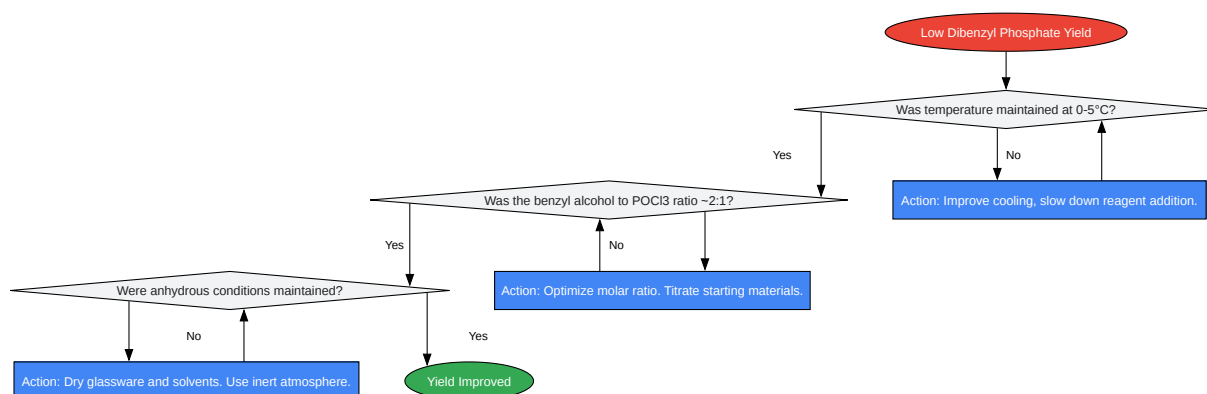 Low Dibenzyl Phosphate Yield
Was temperature maintained at 0-5°C?
Yes
No
Was the benzyl alcohol to POCl3 ratio ~2:1?
Action: Improve cooling, slow down reagent addition.
Yes
No
Were anhydrous conditions maintained?
Action: Optimize molar ratio. Titrate starting materials.
No
Yes
Action: Dry glassware and solvents. Use inert atmosphere.
Yield Improved